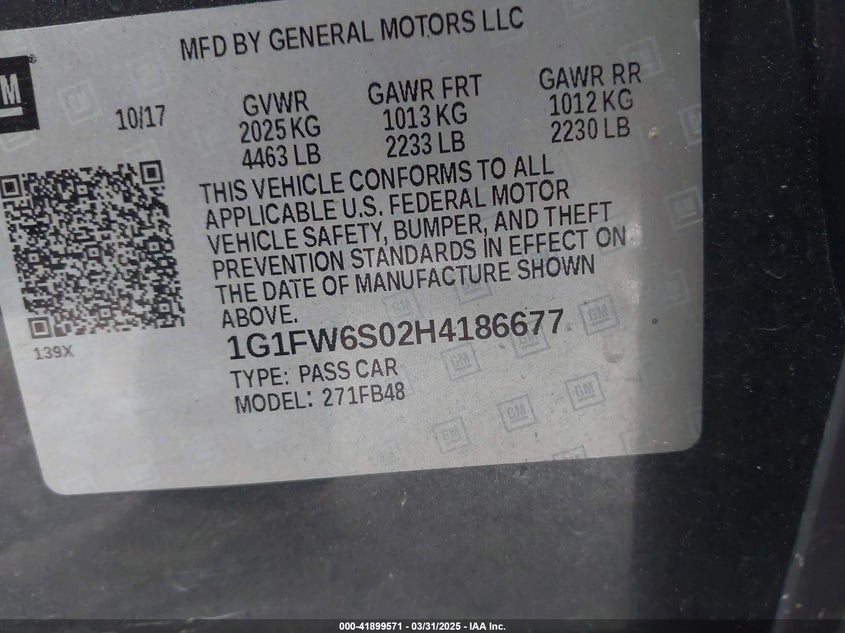 MFD BY GENERAL MOTORS LLC
GM
10/17
GVWR
2025 KG
4463 LB
GAWR FRT
1013 KG
2233 LB
GAWR RR
1012 KG
2230 LB
THIS VEHICLE CONFORMS TO ALL
APPLICABLE U.S. FEDERAL MOTOR
VEHICLE SAFETY, BUMPER, AND THEFT
PREVENTION STANDARDS IN EFFECT ON
THE DATE OF MANUFACTURE SHOWN
ABOVE.
139X
1G1FW6S02H4186677
TYPE: PASS CAR
MODEL: 271FB48
000-41899571 - 03/31/2025 - IAA Inc.